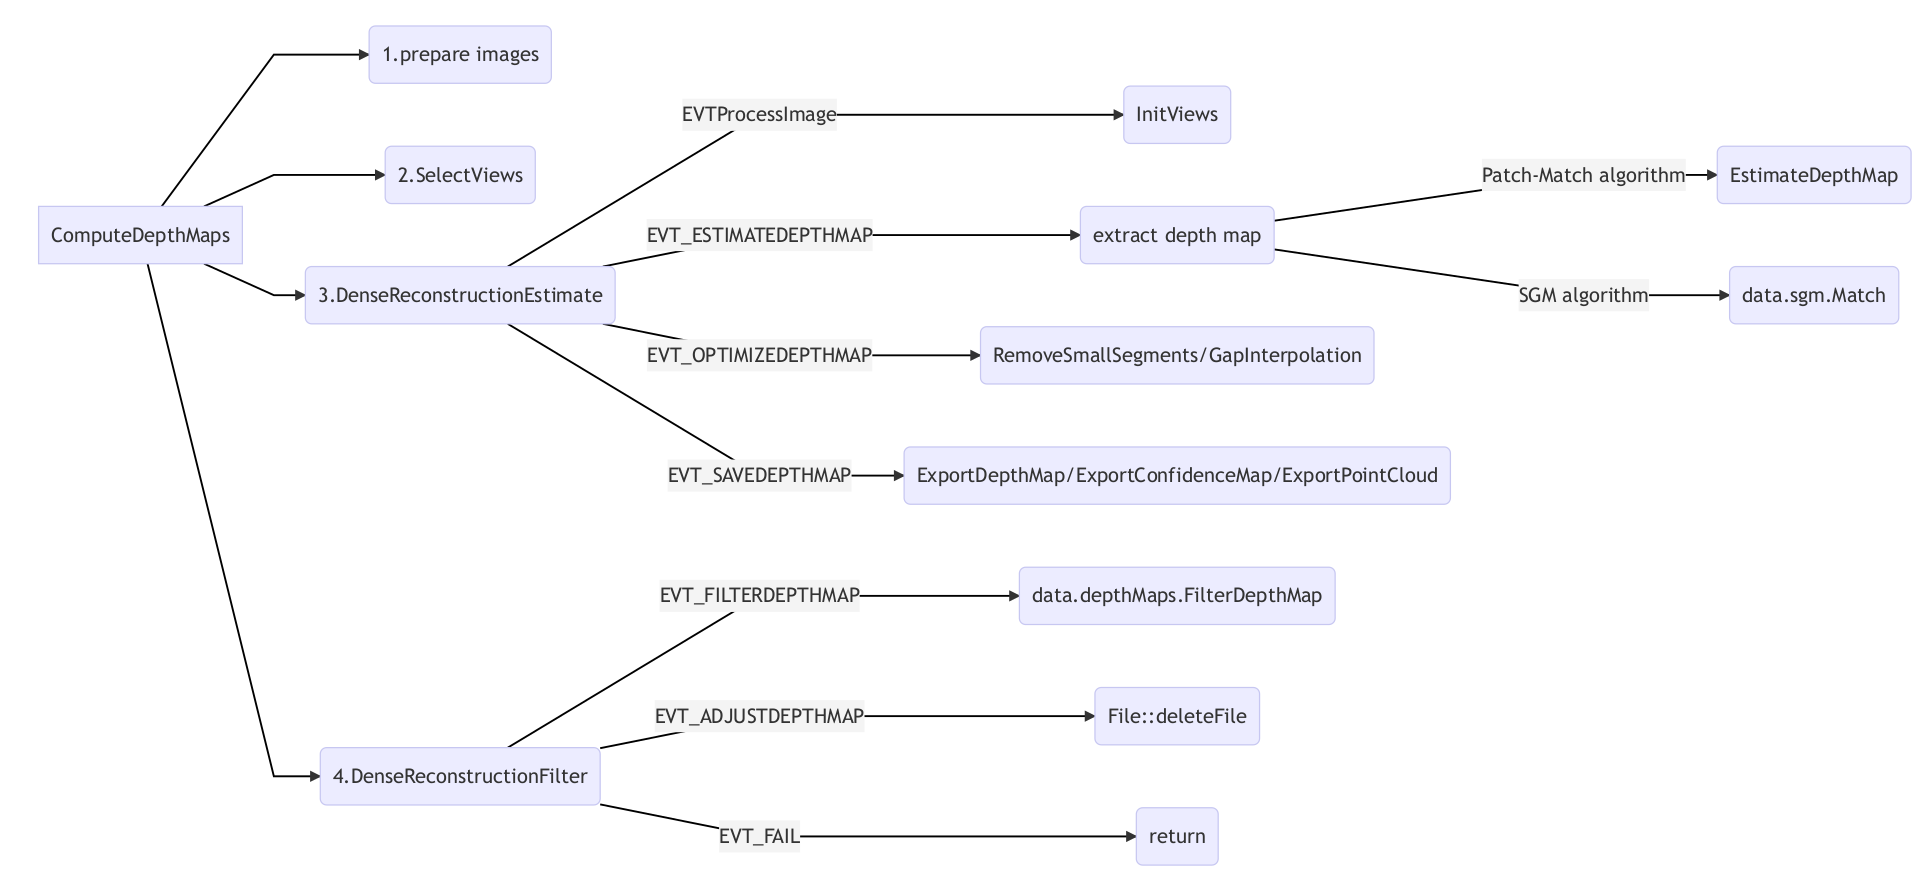 1.prepare images
EVTProcessImage
InitViews
2.SelectViews
Patch-Match algorithm
EstimateDepthMap
ComputeDepthMaps
EVT_ESTIMATEDEPTHMAP
extract depth map
3.DenseReconstructionEstimate
SGM algorithm
data.sgm.Match
EVT_OPTIMIZEDEPTHMAP
RemoveSmallSegments/GapInterpolation
EVT_SAVEDEPTHMAP
ExportDepthMap/ExportConfidenceMap/ExportPointCloud
EVT_FILTERDEPTHMAP
data.depthMaps.FilterDepthMap
EVT_ADJUSTDEPTHMAP
File::deleteFile
4.DenseReconstructionFilter
EVT_FAIL
return